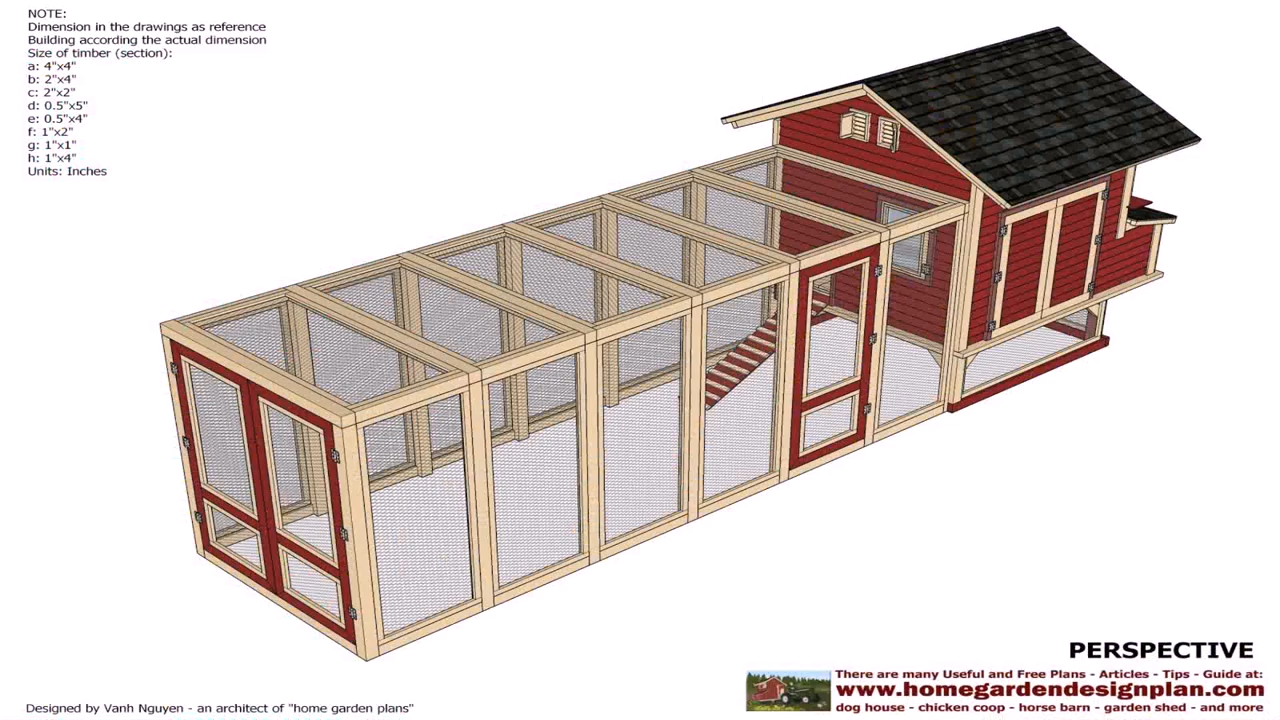 NOTE:
Dimension in the drawings as reference
Building according the actual dimension
Size of timber (section):
a: 4"x4"
b: 2"x4"
c: 2"x2"
d: 0.5"x5"
e: 0.5"x4"
f: 1"x2"
g: 1"x1"
h: 1"x4"
Units: Inches
PERSPECTIVE
There are many Useful and Free Plans - Articles - Tips - Guide at:
www.homegardendesignplan.com
dog house - chicken coop - horse barn - garden shed - and more
Designed by Vanh Nguyen - an architect of "home garden plans"